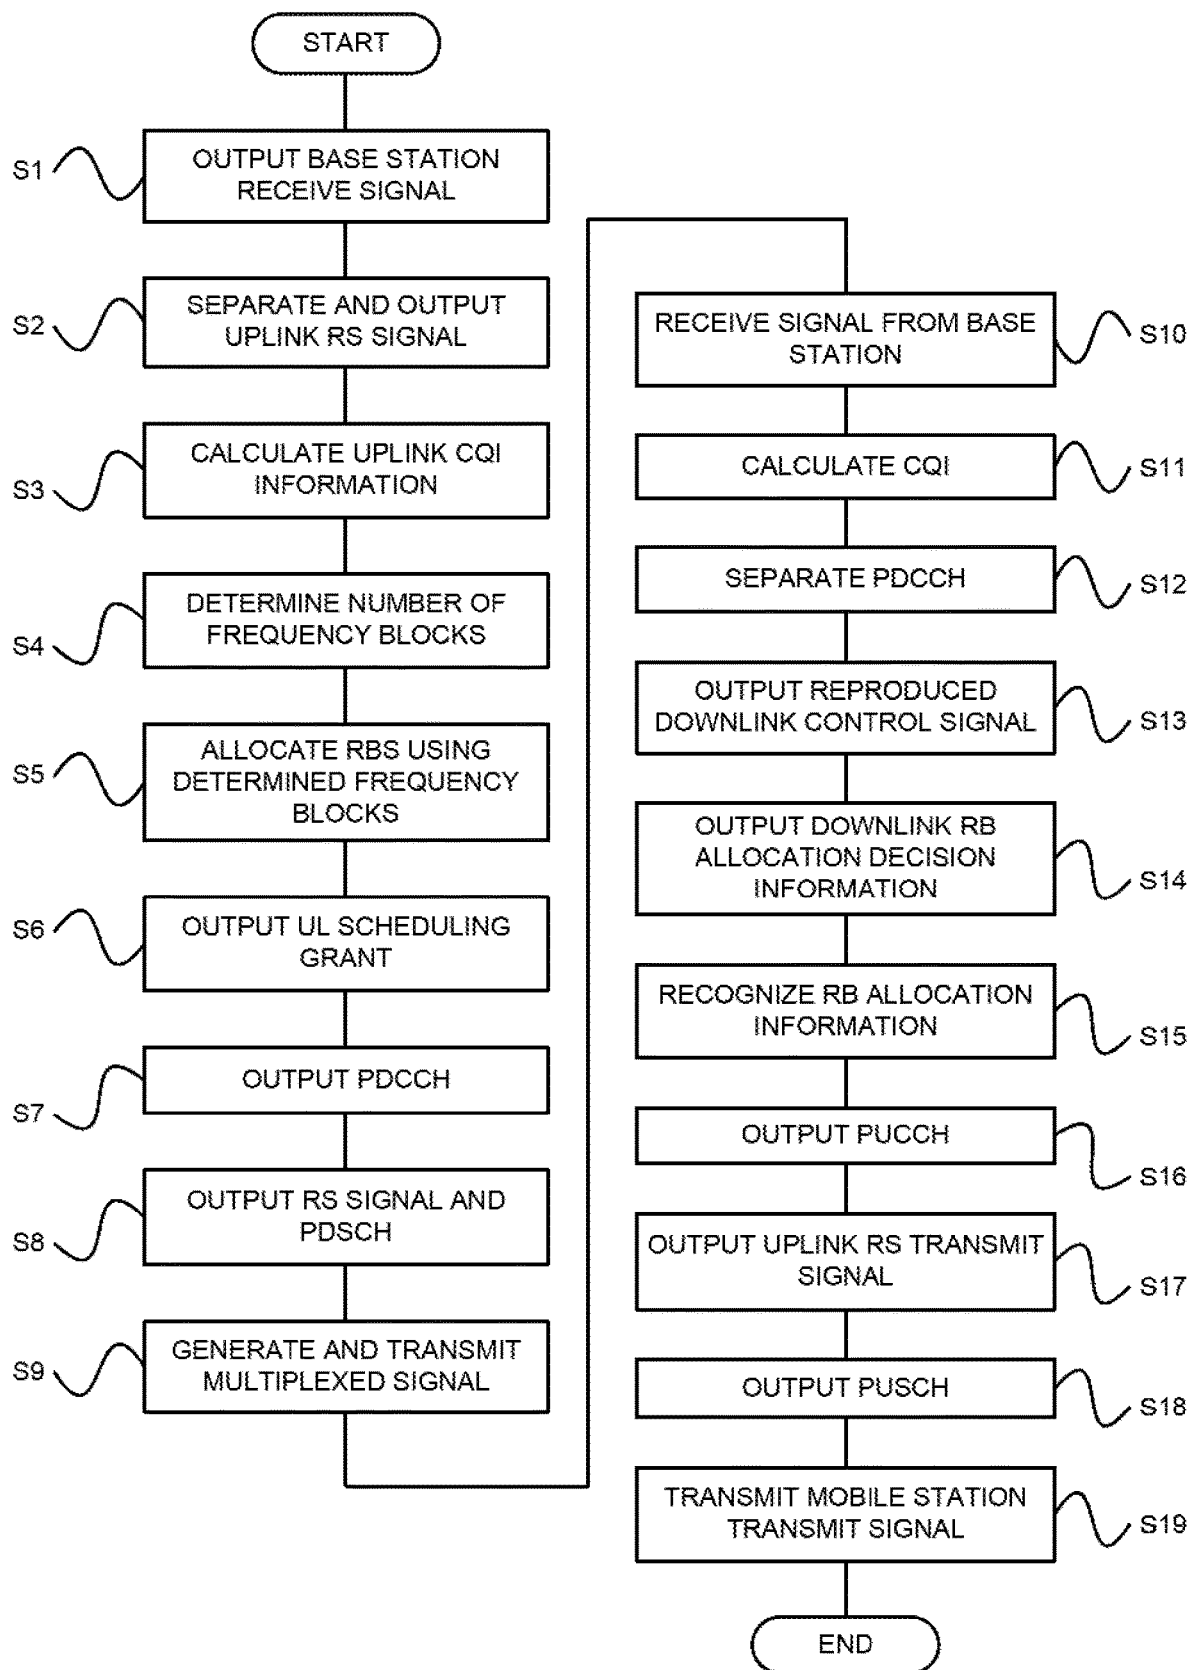 START
S1
OUTPUT BASE STATION
RECEIVE SIGNAL
S2
SEPARATE AND OUTPUT
UPLINK RS SIGNAL
S3
CALCULATE UPLINK CQI
INFORMATION
S4
DETERMINE NUMBER OF
FREQUENCY BLOCKS
S5
ALLOCATE RBS USING
DETERMINED FREQUENCY
BLOCKS
S6
OUTPUT UL SCHEDULING
GRANT
S7
OUTPUT PDCCH
S8
OUTPUT RS SIGNAL AND
PDSCH
S9
GENERATE AND TRANSMIT
MULTIPLEXED SIGNAL
RECEIVE SIGNAL FROM BASE
STATION
S10
CALCULATE CQI
S11
SEPARATE PDCCH
S12
OUTPUT REPRODUCED
DOWNLINK CONTROL SIGNAL
S13
OUTPUT DOWNLINK RB
ALLOCATION DECISION
INFORMATION
S14
RECOGNIZE RB ALLOCATION
INFORMATION
S15
OUTPUT PUCCH
S16
OUTPUT UPLINK RS TRANSMIT
SIGNAL
S17
OUTPUT PUSCH
S18
TRANSMIT MOBILE STATION
TRANSMIT SIGNAL
S19
END